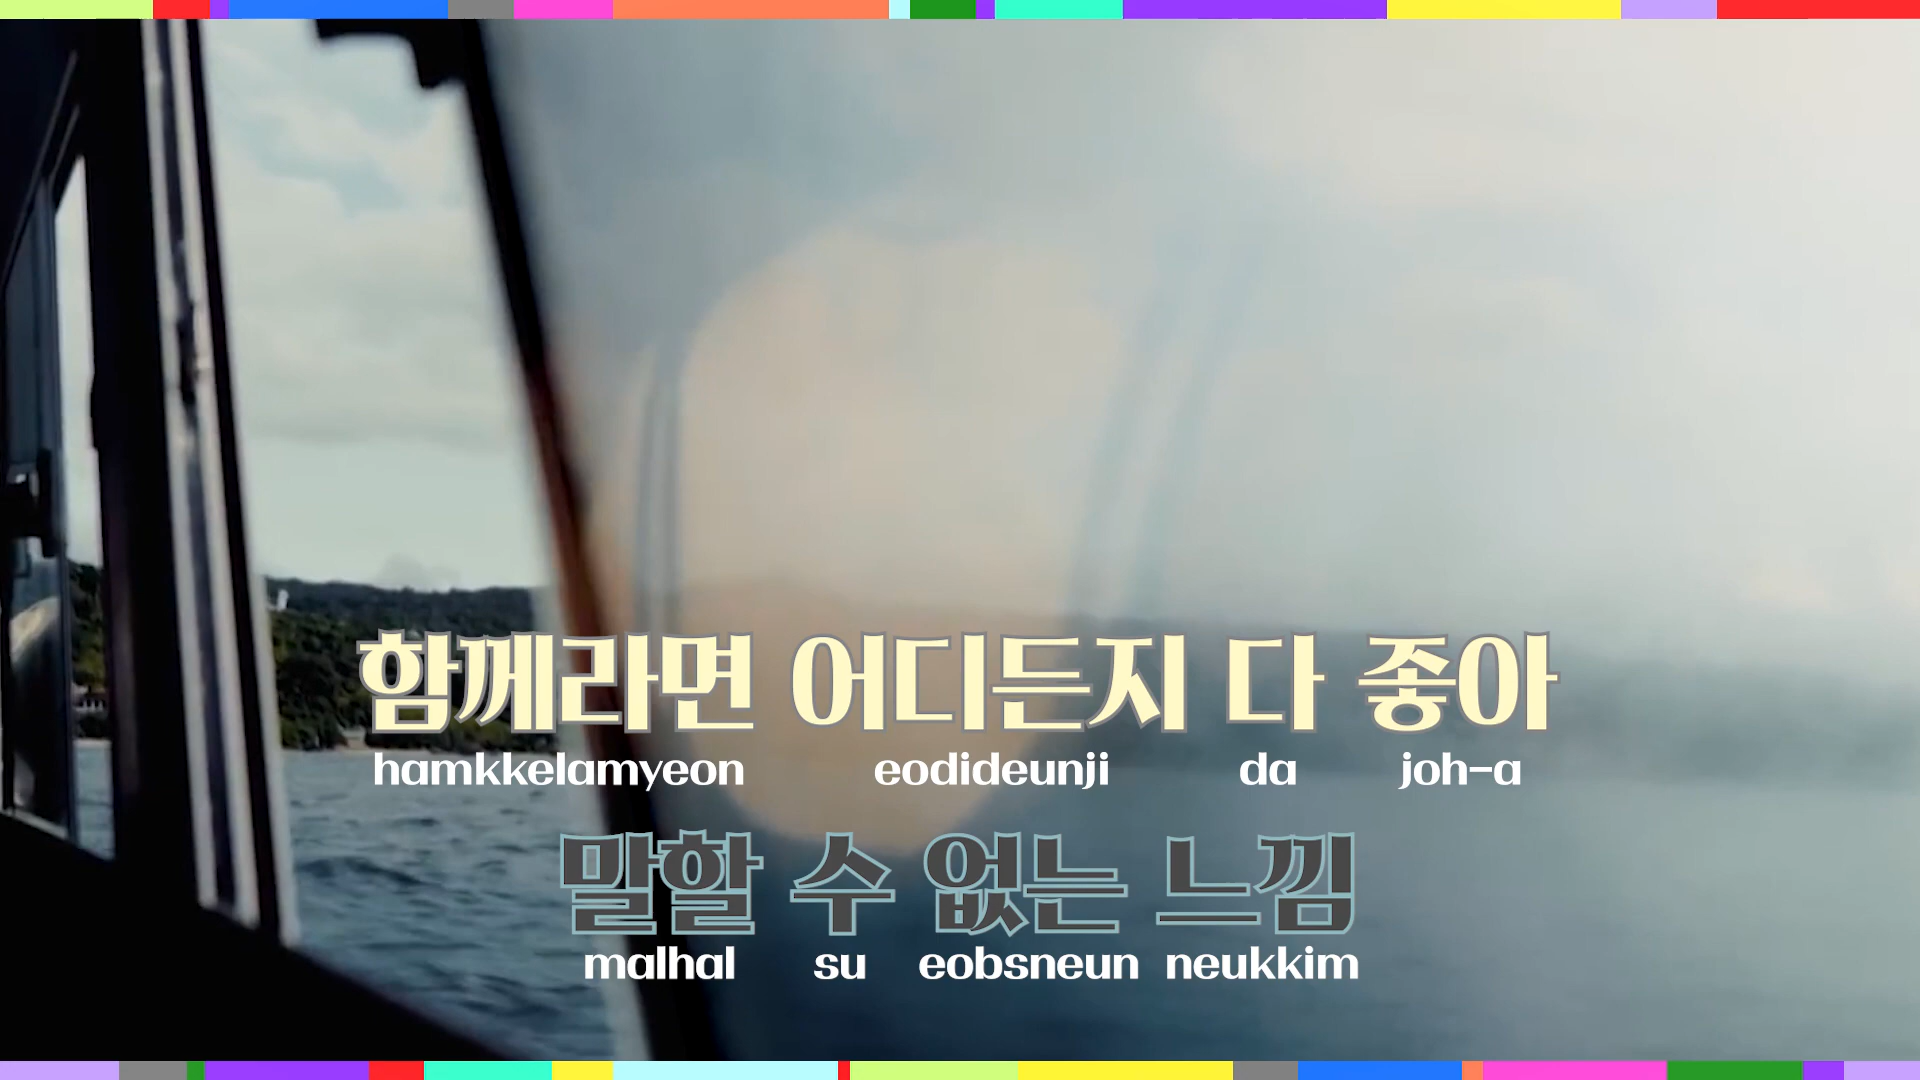 함께라면 어디든지 다 좋아
hamkkelamyeon eodideunji da joh-a
말할 수 없는 느낌
malhal su eobsneun neukkim